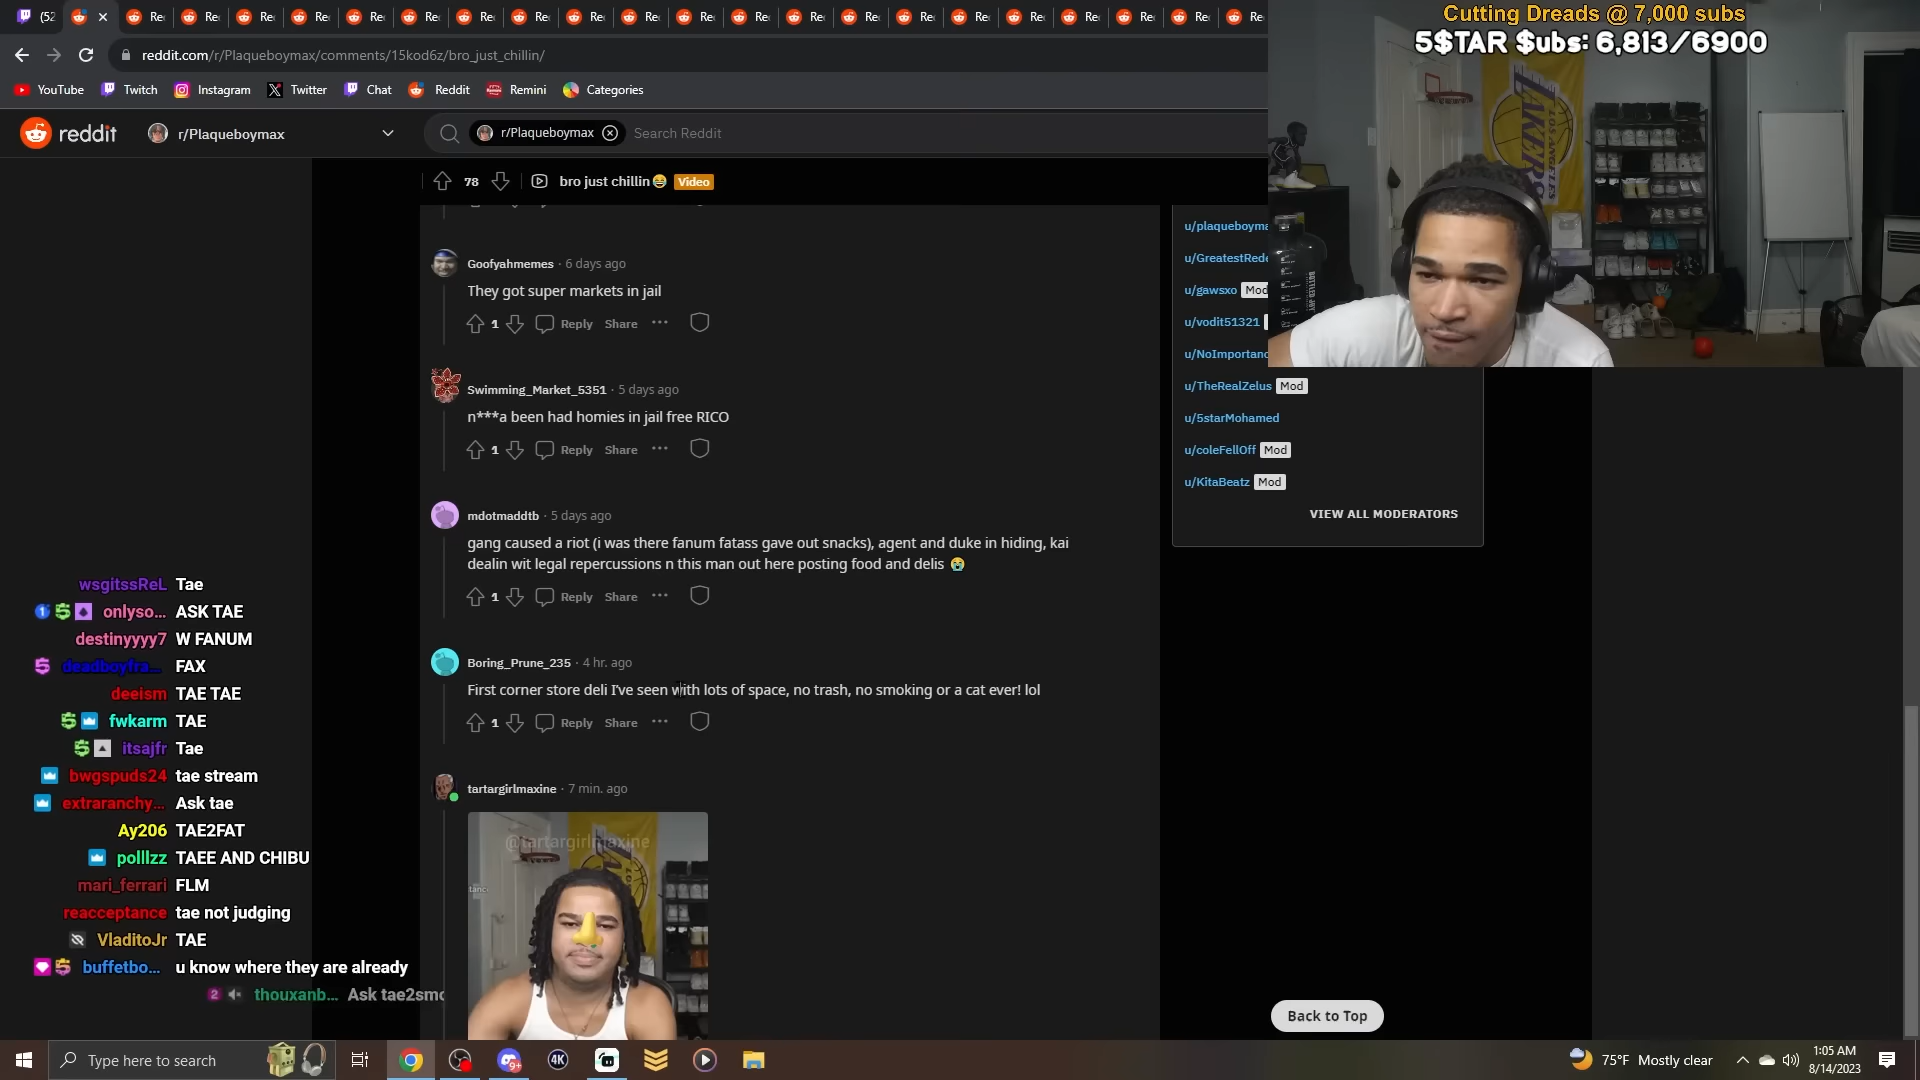 (52
reddit.com/r/Plaqueboymax/comments/15kod6z/bro_just_chillin/
YouTube Twitch Instagram Twitter Chat Reddit Remini Categories
reddit r/Plaqueboymax r/Plaqueboymax Search Reddit
Cutting Dreads @ 7,000 subs
5$TAR $ubs: 6,813/6900
78 bro just chillin😂 Video
Goofyahmemes · 6 days ago
They got super markets in jail
1 Reply Share ...
Swimming_Market_5351 · 5 days ago
n***a been had homies in jail free RICO
1 Reply Share ...
mdotmaddtb · 5 days ago
gang caused a riot (i was there fanum fatass gave out snacks), agent and duke in hiding, kai
dealin wit legal repercussions n this man out here posting food and delis 😭
1 Reply Share ...
Boring_Prune_235 · 4 hr. ago
First corner store deli I've seen with lots of space, no trash, no smoking or a cat ever! lol
1 Reply Share ...
tartargirlmaxine · 7 min. ago
@tartargirlmaxine
u/plaqueboyma
u/GreatestRede
u/gawsxo Mod
u/vodit51321
u/NoImportanc
u/TheRealZelus Mod
u/5starMohamed
u/coleFellOff Mod
u/KitaBeatz Mod
VIEW ALL MODERATORS
wsgitssReL Tae
onlyso... ASK TAE
destinyyyy7 W FANUM
deadboyfra... FAX
deeism TAE TAE
fwkarm TAE
itsajfr Tae
bwgspuds24 tae stream
extraranchy... Ask tae
Ay206 TAE2FAT
polllzz TAEE AND CHIBU
mari_ferrari FLM
reacceptance tae not judging
VladitoJr TAE
buffetbo... u know where they are already
thouxanb... Ask tae2smo
Back to Top
Type here to search
4K
9+
75°F Mostly clear
1:05 AM
8/14/2023